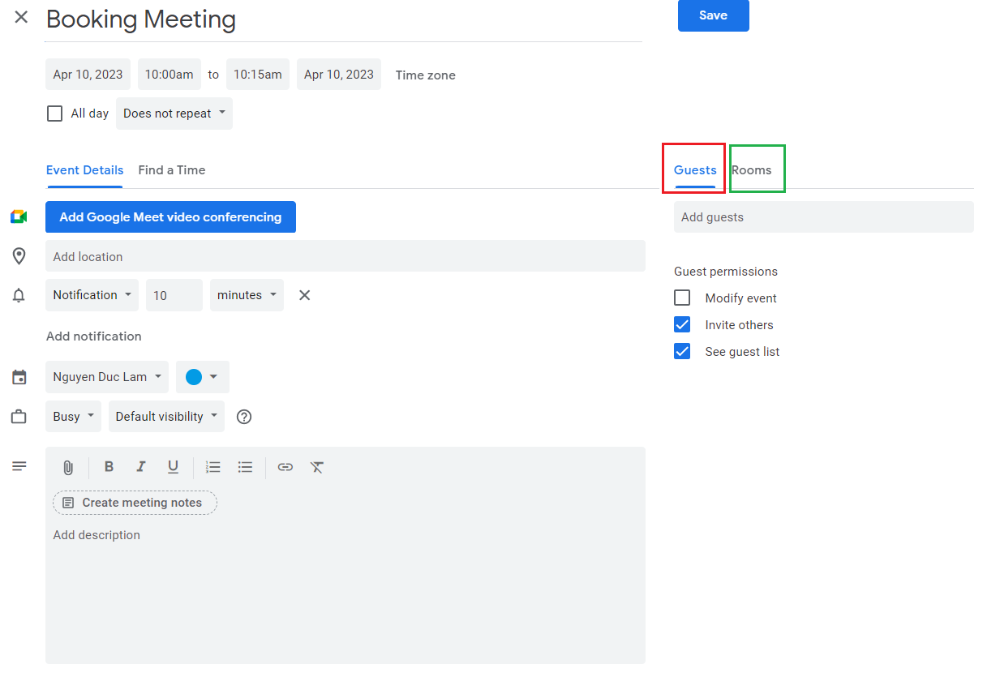 Booking Meeting
Save
Apr 10, 2023 10:00am to 10:15am Apr 10, 2023 Time zone
All day Does not repeat
Event Details Find a Time
Guests Rooms
Add Google Meet video conferencing
Add guests
Add location
Guest permissions
Notification 10 minutes
Modify event
Invite others
Add notification
See guest list
Nguyen Duc Lam
Busy Default visibility
B I U
Create meeting notes
Add description